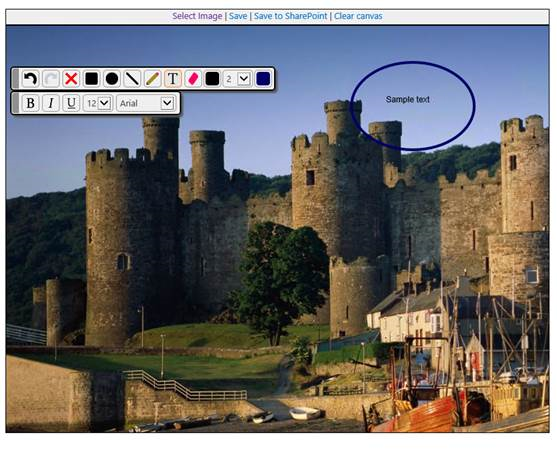 Select Image | Save | Save to SharePoint | Clear canvas
Sample text
T 2
B I U 12 Arial